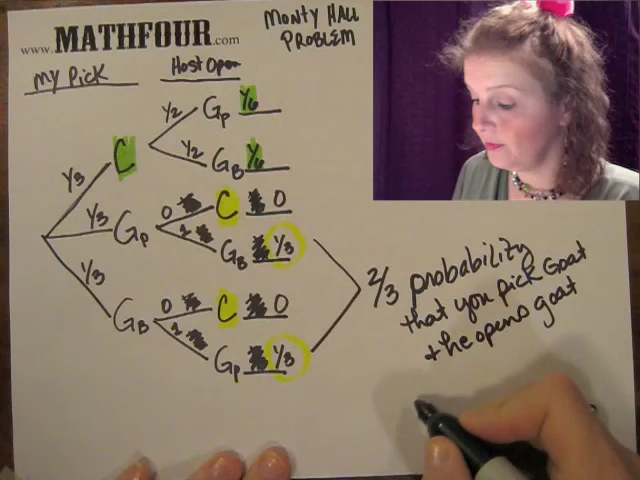 www.MATHFOUR.com
MONTY HALL
PROBLEM
My Pick
Host Open
1/2 Gp 1/6
C
1/2 GB 1/6
1/3
0 C 0
1/3 Gp
1 GB 1/3
1/3
0 C 0
GB
1 Gp 1/3
2/3 probability
that you pick Goat
+ he opens goat